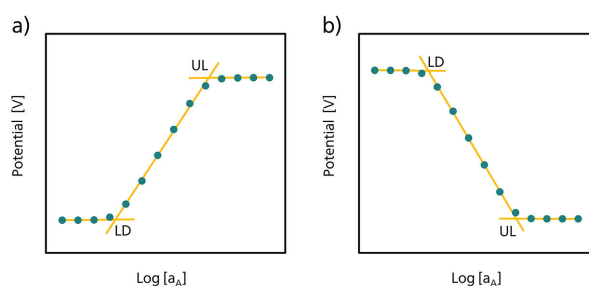 a)
UL
LD
Potential [V]
Log [aA]
b)
LD
UL
Potential [V]
Log [aA]